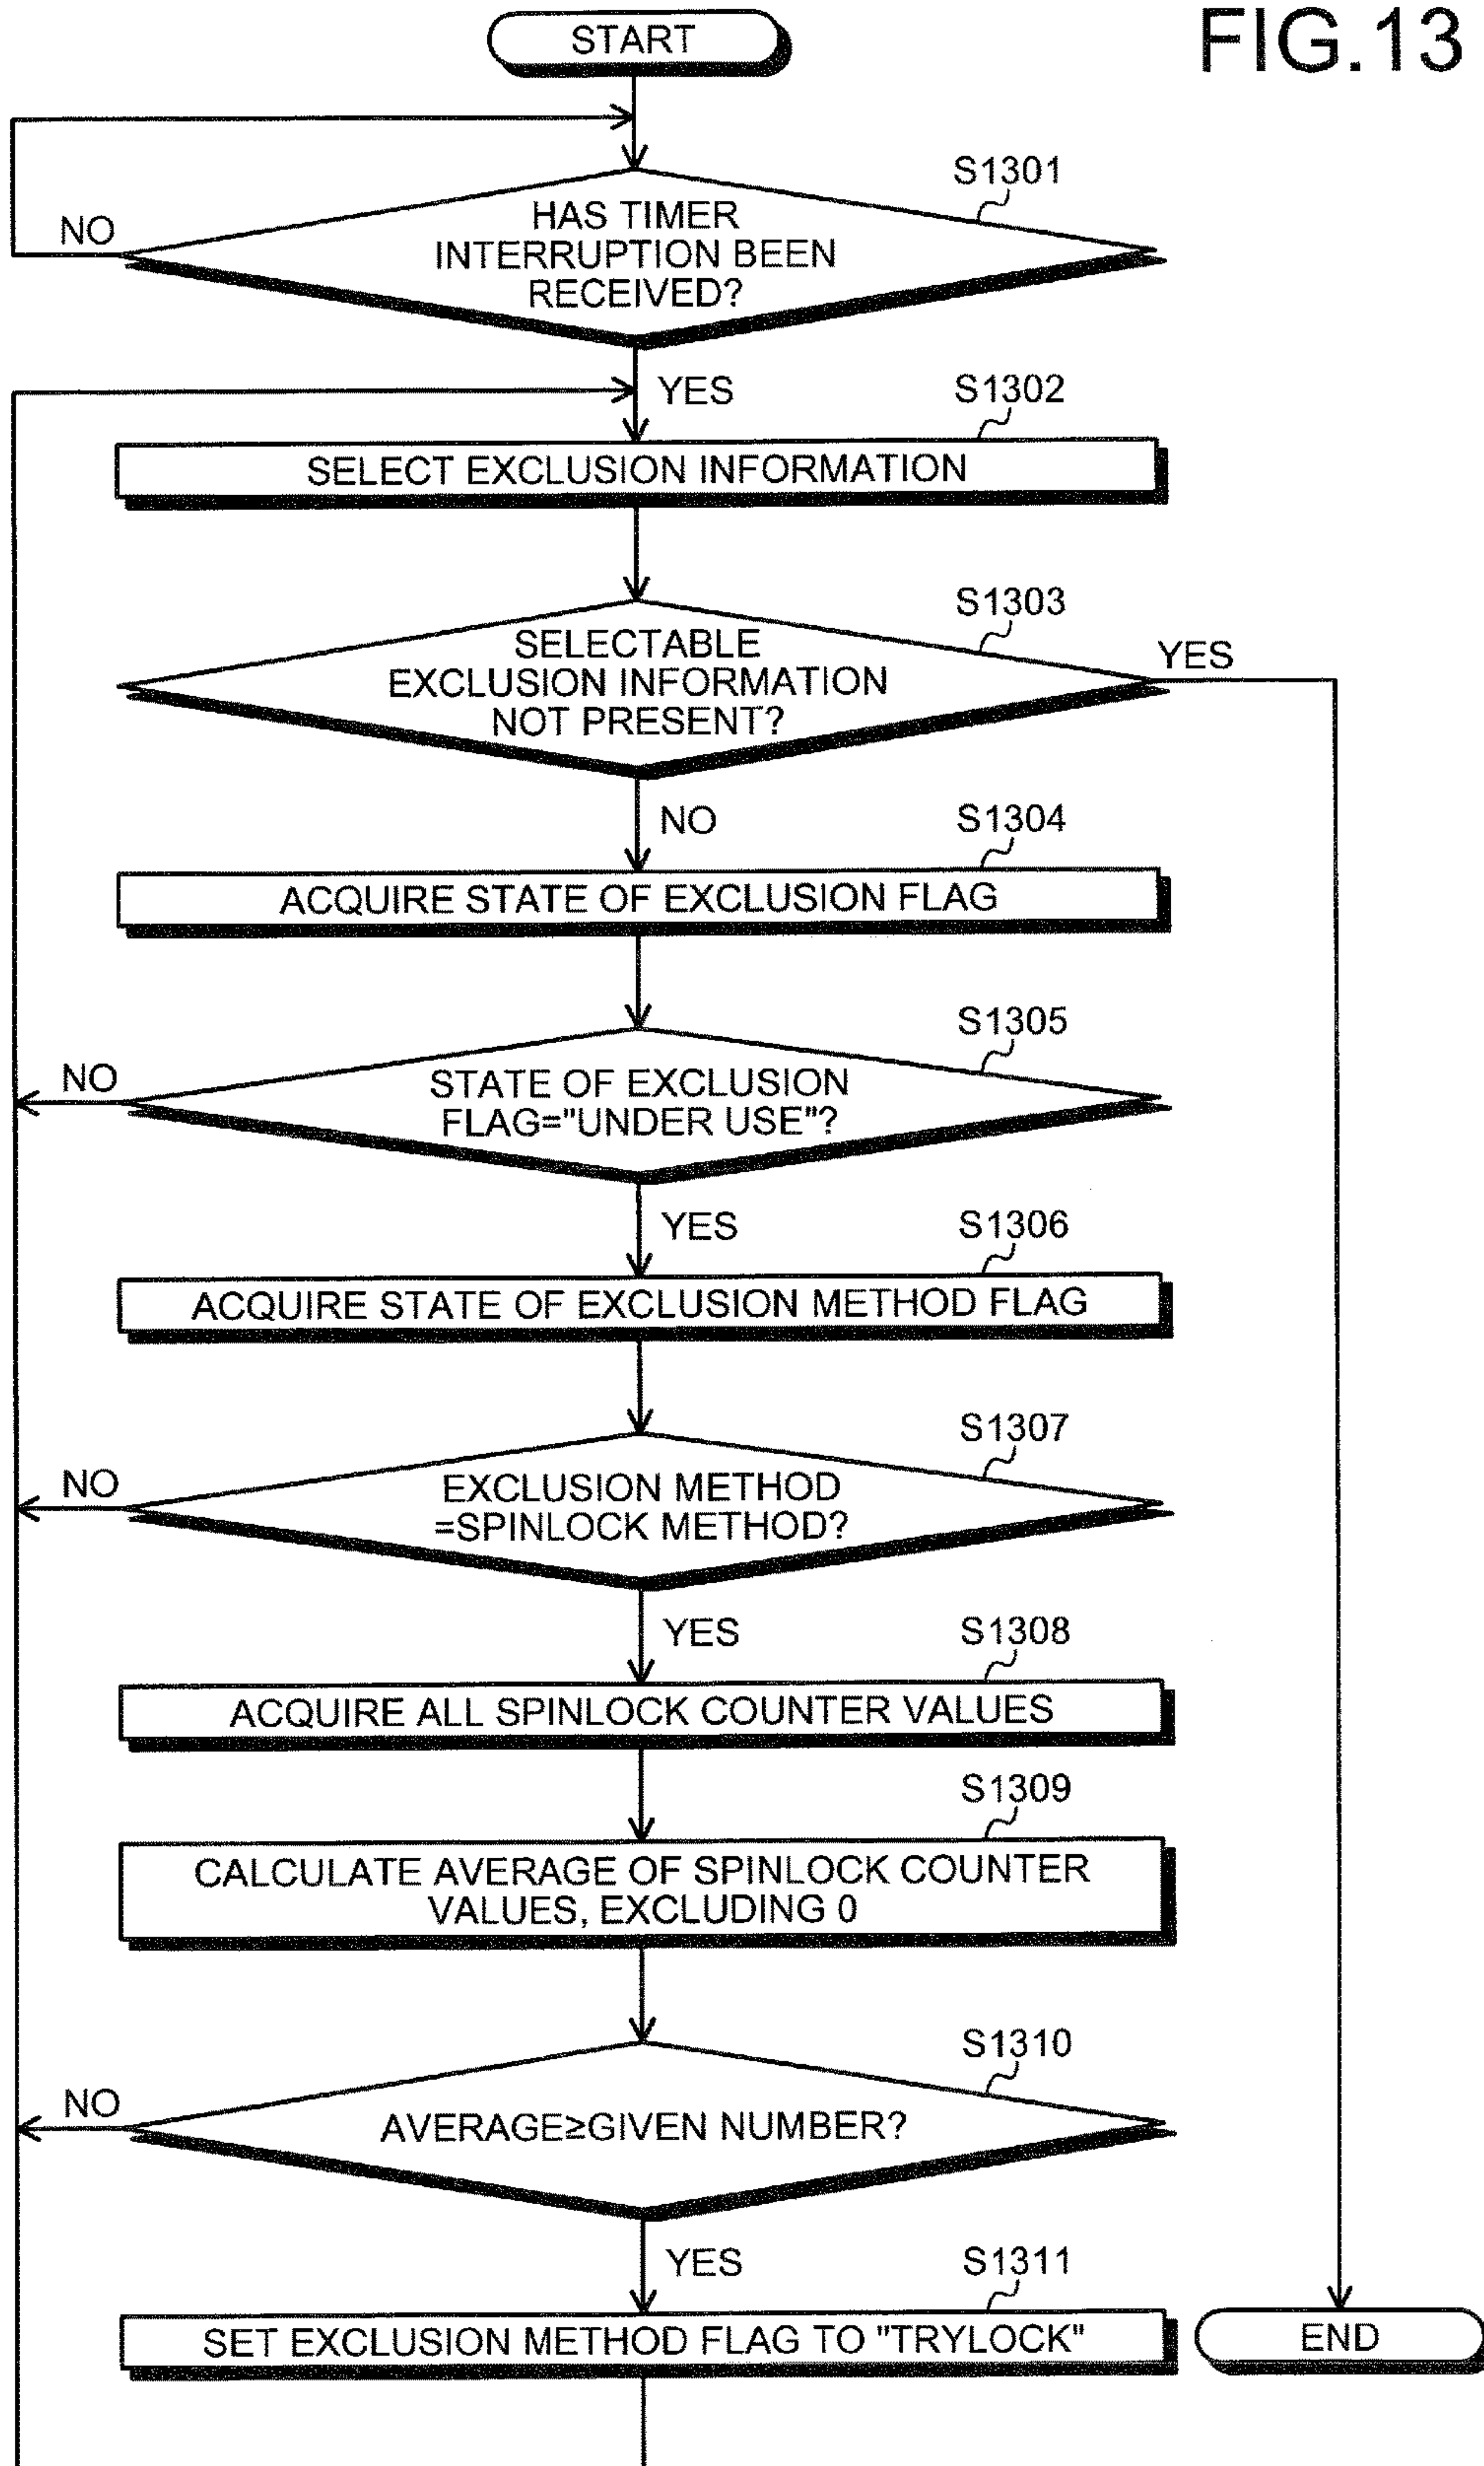 FIG.13
START
S1301
HAS TIMER
INTERRUPTION BEEN
RECEIVED?
NO
YES
S1302
SELECT EXCLUSION INFORMATION
S1303
SELECTABLE
EXCLUSION INFORMATION
NOT PRESENT?
YES
NO
S1304
ACQUIRE STATE OF EXCLUSION FLAG
S1305
STATE OF EXCLUSION
FLAG="UNDER USE"?
NO
YES
S1306
ACQUIRE STATE OF EXCLUSION METHOD FLAG
S1307
EXCLUSION METHOD
=SPINLOCK METHOD?
NO
YES
S1308
ACQUIRE ALL SPINLOCK COUNTER VALUES
S1309
CALCULATE AVERAGE OF SPINLOCK COUNTER
VALUES, EXCLUDING 0
S1310
AVERAGE≥GIVEN NUMBER?
NO
YES
S1311
SET EXCLUSION METHOD FLAG TO "TRYLOCK"
END